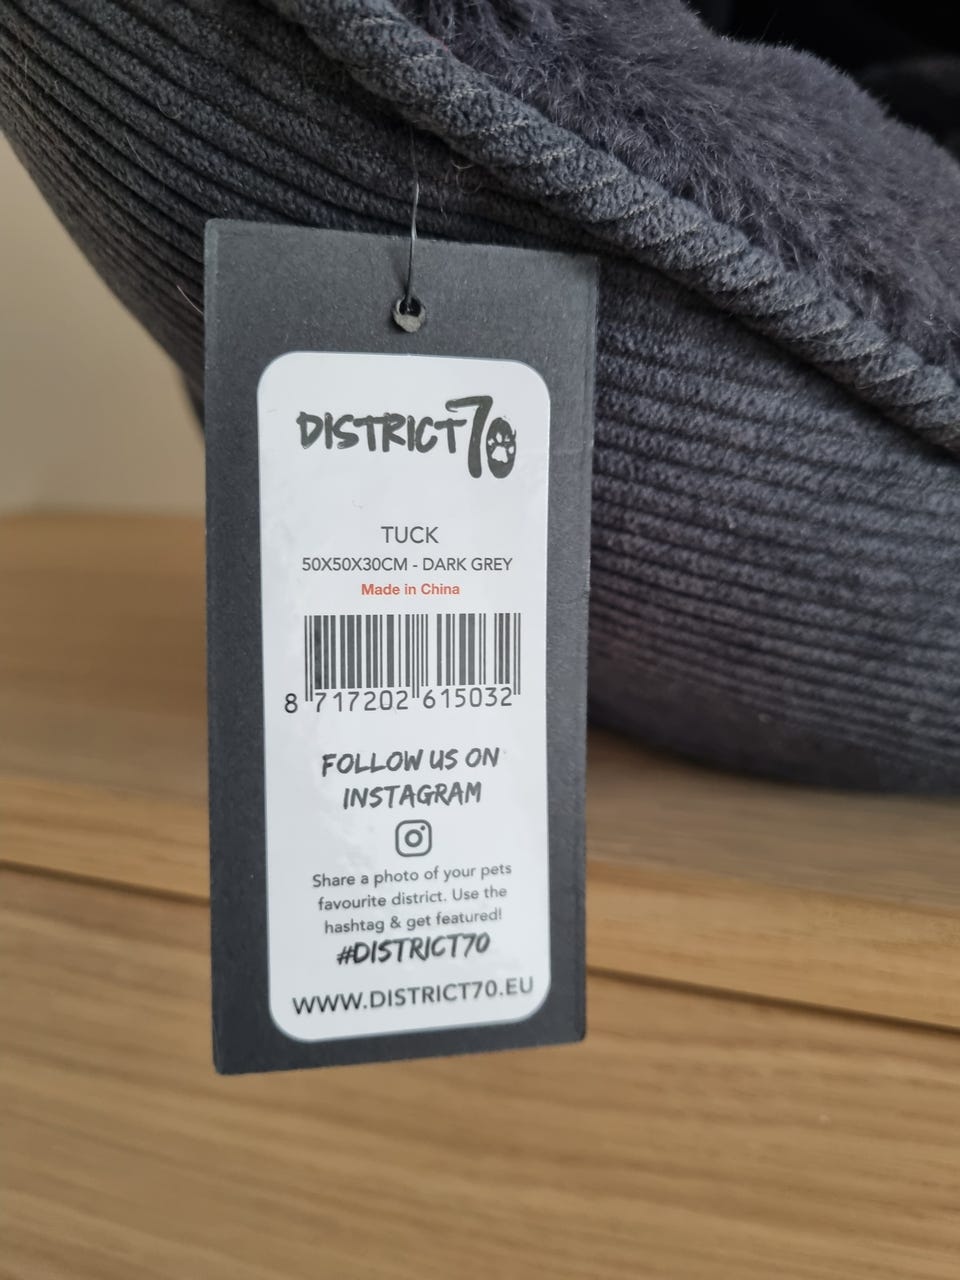 DISTRICT70
TUCK
50X50X30CM - DARK GREY
Made in China
8 717202 615032
FOLLOW US ON
INSTAGRAM
Share a photo of your pets
favourite district. Use the
hashtag & get featured!
#DISTRICT70
WWW.DISTRICT70.EU